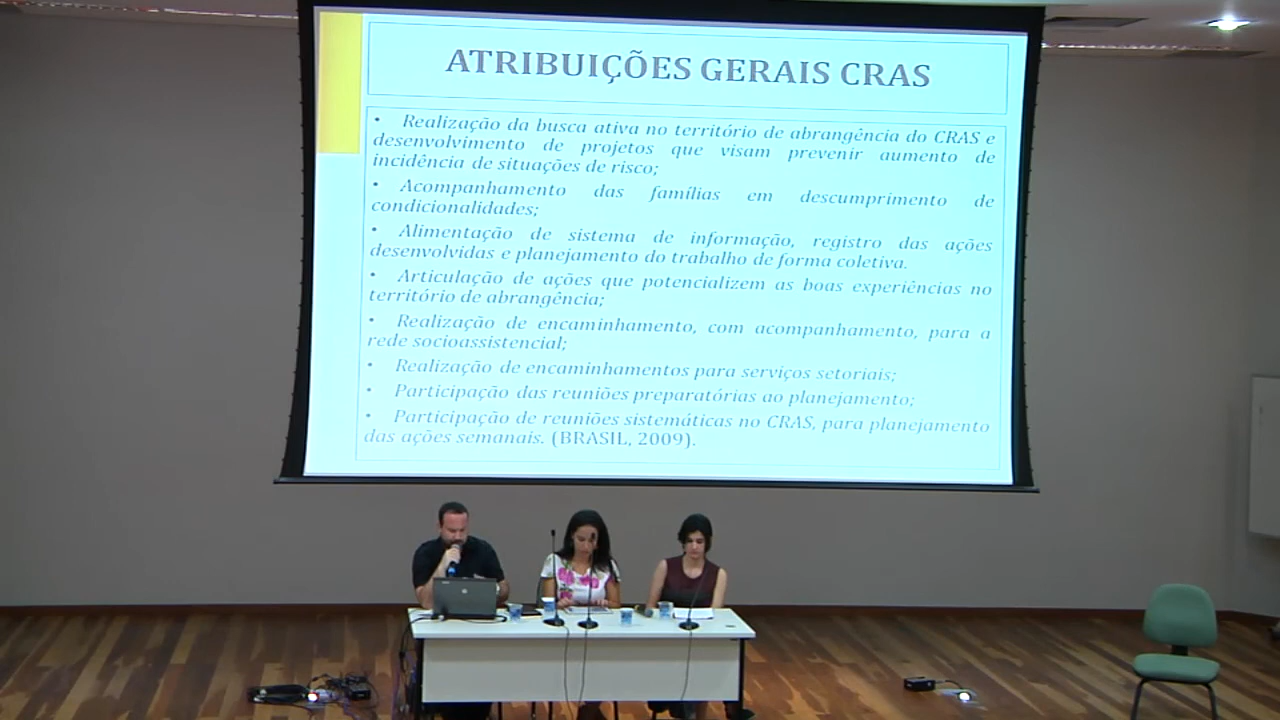 ATRIBUIÇÕES GERAIS CRAS
• Realização da busca ativa no território de abrangência do CRAS e
desenvolvimento de projetos que visam prevenir aumento de
incidência de situações de risco;
• Acompanhamento das famílias em descumprimento de
condicionalidades;
• Alimentação de sistema de informação, registro das ações
desenvolvidas e planejamento do trabalho de forma coletiva.
• Articulação de ações que potencializem as boas experiências no
território de abrangência;
• Realização de encaminhamento, com acompanhamento, para a
rede socioassistencial;
• Realização de encaminhamentos para serviços setoriais;
• Participação das reuniões preparatórias ao planejamento;
• Participação de reuniões sistemáticas no CRAS, para planejamento
das ações semanais. (BRASIL, 2009).